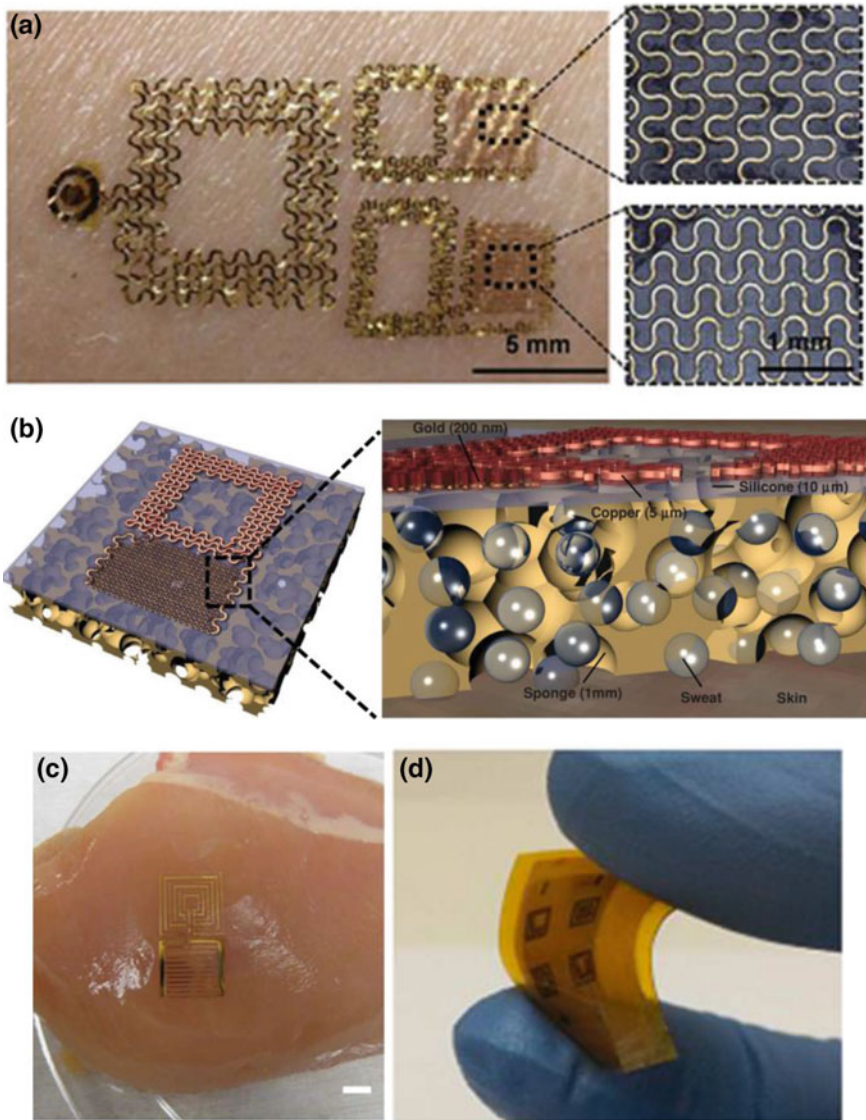 (a)
5 mm
1 mm
(b)
Gold (200 nm)
Silicone (10 µm)
Copper (5 µm)
Sponge (1mm)
Sweat
Skin
(c)
(d)